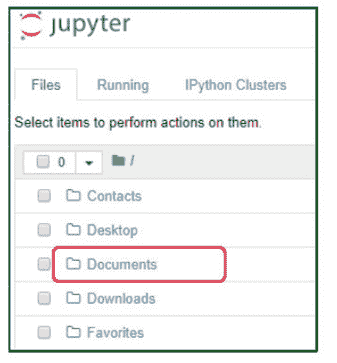 jupyter
Files Running IPython Clusters
Select items to perform actions on them.
0 /
Contacts
Desktop
Documents
Downloads
Favorites